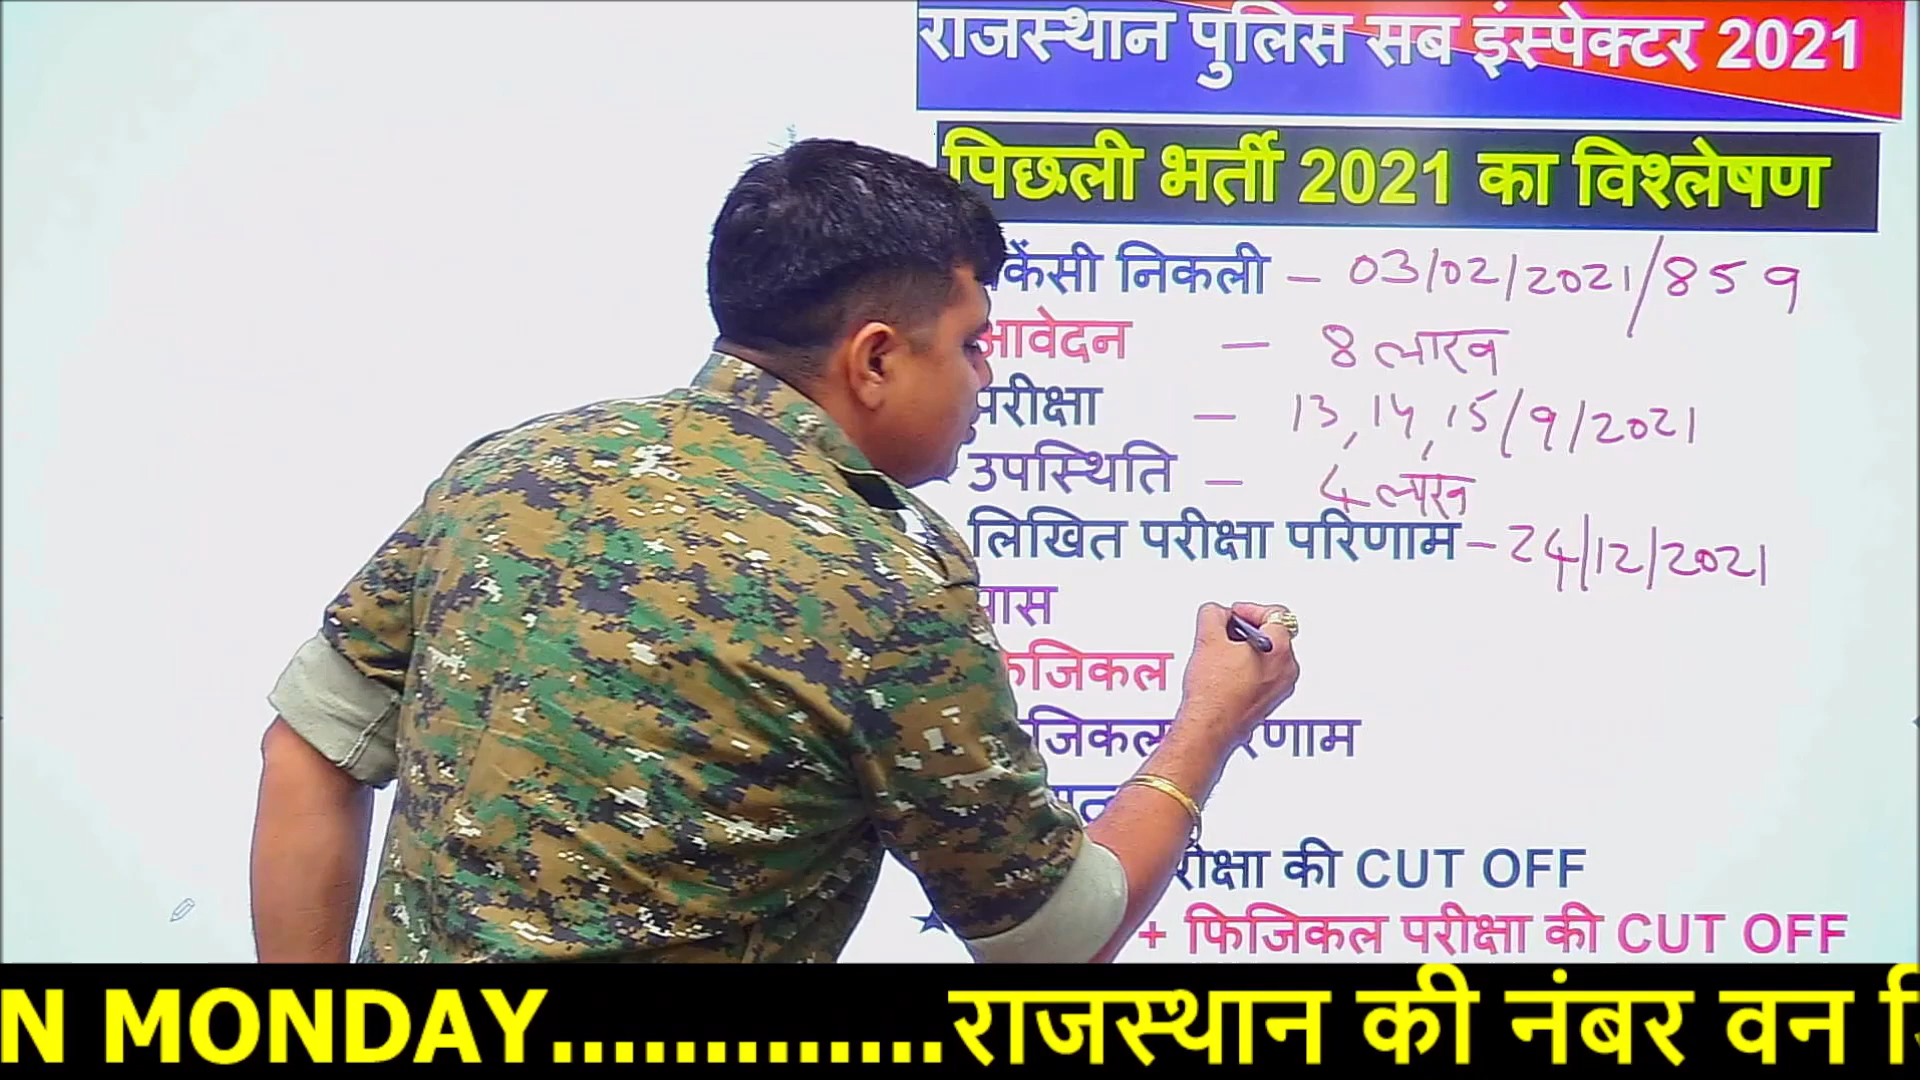 राजस्थान पुलिस सब इंस्पेक्टर 2021
पिछली भर्ती 2021 का विश्लेषण
निकली – 03/02/2021/859
आवेदन – 8 लाख
परीक्षा – 13, 14, 15/9/2021
उपस्थिति – 4 लाख
लिखित परीक्षा परिणाम – 24/12/2021
पास
की CUT OFF
+ फिजिकल परीक्षा की CUT OFF
N MONDAY.............राजस्थान की नंबर वन